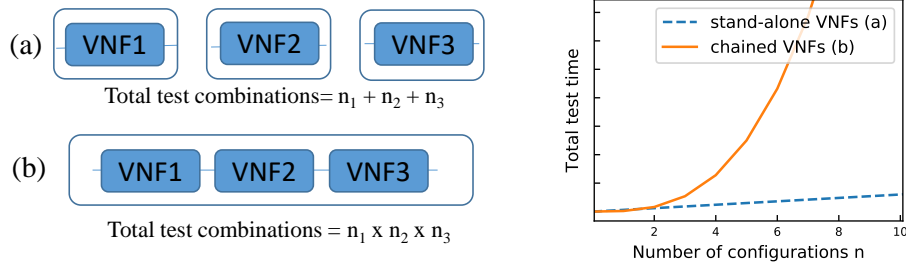 (a)
VNF1 VNF2 VNF3
Total test combinations= n₁ + n₂ + n₃
(b)
VNF1 VNF2 VNF3
Total test combinations = n₁ x n₂ x n₃
stand-alone VNFs (a)
chained VNFs (b)
Total test time
0 2 4 6 8 10
Number of configurations n